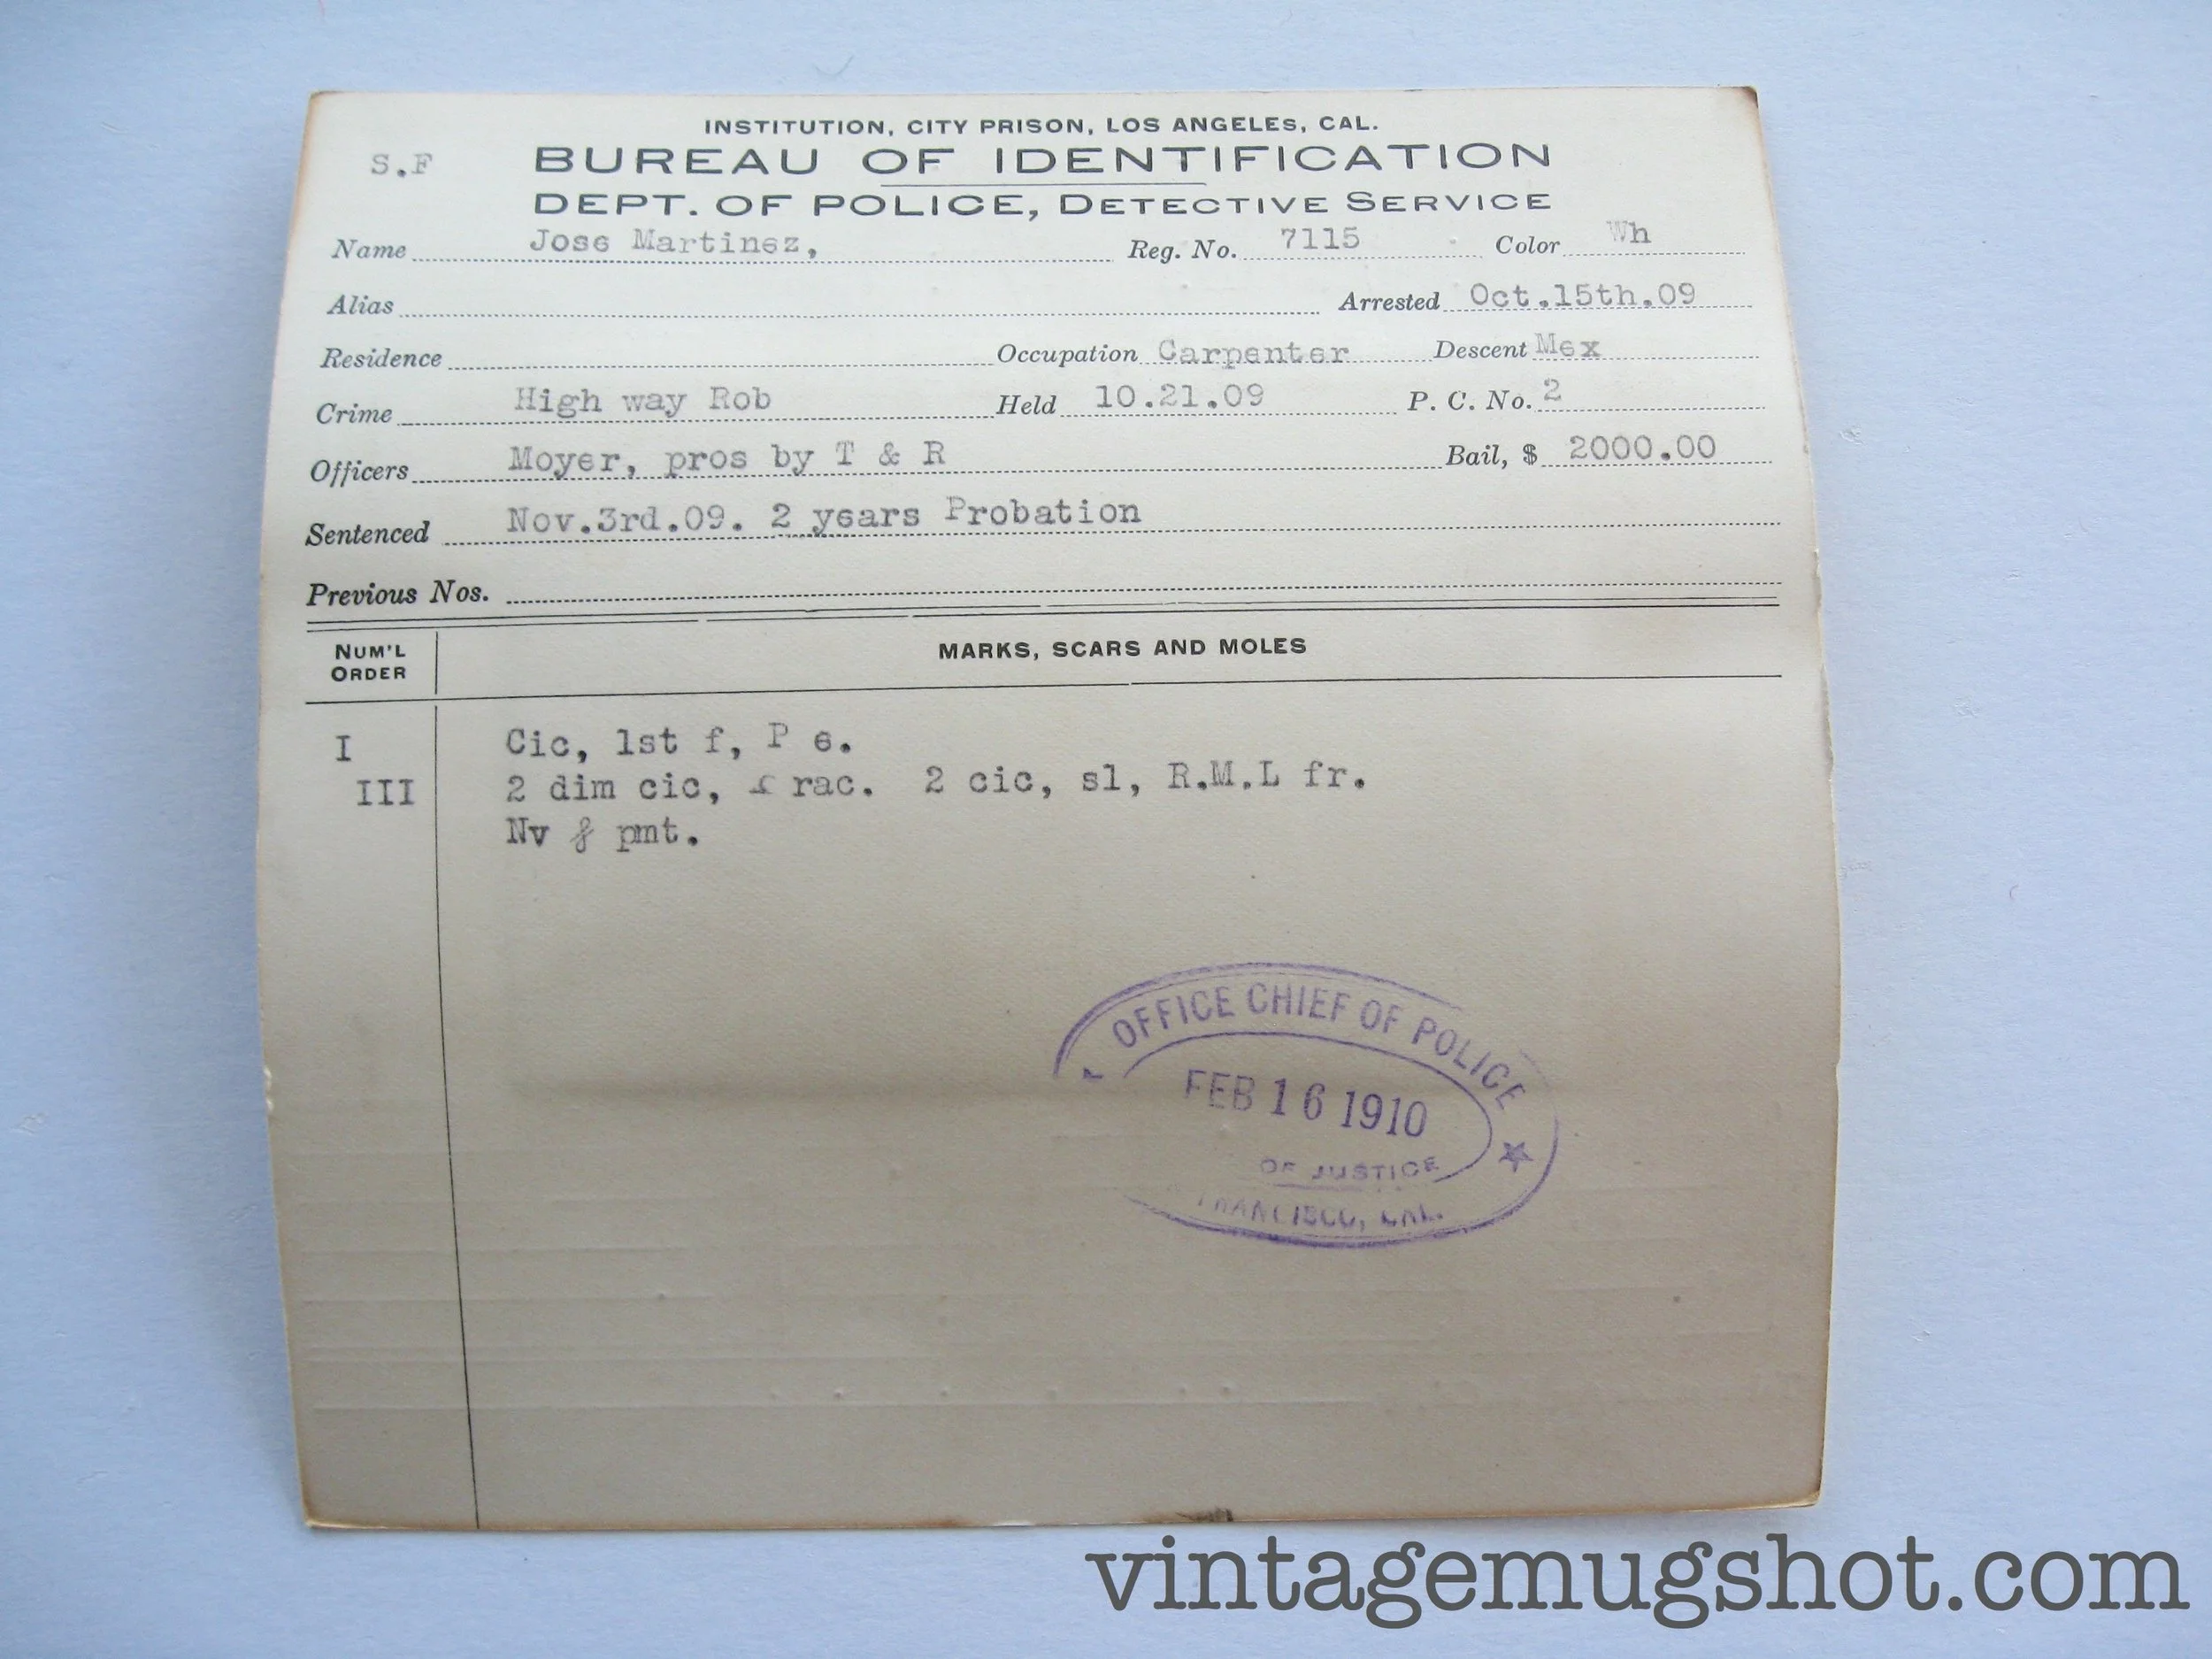 INSTITUTION, CITY PRISON, LOS ANGELES, CAL.
S.F BUREAU OF IDENTIFICATION
DEPT. OF POLICE, DETECTIVE SERVICE
Name Jose Martinez, Reg. No. 7115 Color Wh
Alias Arrested Oct.15th.09
Residence Occupation Carpenter Descent Mex
Crime High way Rob Held 10.21.09 P. C. No. 2
Officers Moyer, pros by T & R Bail, $ 2000.00
Sentenced Nov.3rd.09. 2 years Probation
Previous Nos.
NUM'L ORDER MARKS, SCARS AND MOLES
I Cic, 1st f, P e.
III 2 dim cic, rac. 2 cic, sl, R.M.L fr.
Nv & pmt.
OFFICE CHIEF OF POLICE
FEB 16 1910
OF JUSTICE
FRANCISCO, CAL.
vintagemugshot.com